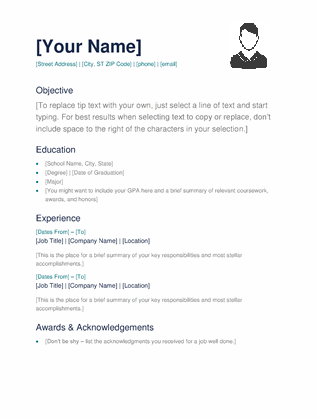 [Your Name]
[Street Address] | [City, ST ZIP Code] | [phone] | [email]
Objective
[To replace tip text with your own, just select a line of text and start
typing. For best results when selecting text to copy or replace, don't
include space to the right of the characters in your selection.]
Education
[School Name, City, State]
[Degree] | [Date of Graduation]
[Major]
[You might want to include your GPA here and a brief summary of relevant coursework,
awards, and honors]
Experience
[Dates From] – [To]
[Job Title] | [Company Name] | [Location]
[This is the place for a brief summary of your key responsibilities and most stellar
accomplishments.]
[Dates From] – [To]
[Job Title] | [Company Name] | [Location]
[This is the place for a brief summary of your key responsibilities and most stellar
accomplishments.]
Awards & Acknowledgements
[Don't be shy – list the acknowledgments you received for a job well done.]